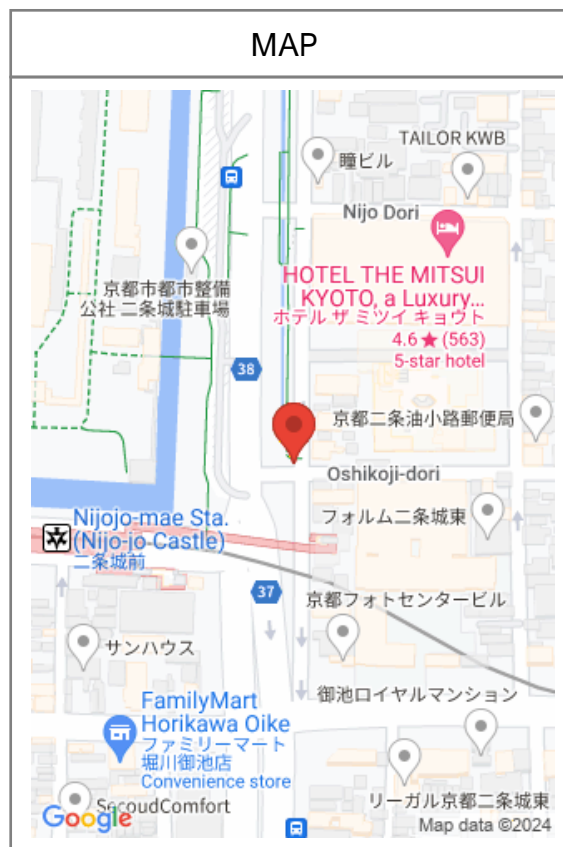 MAP
TAILOR KWB
瞳ビル
Nijo Dori
HOTEL THE MITSUI
KYOTO, a Luxury...
ホテル ザ ミツイ キョウト
4.6 ★ (563)
5-star hotel
京都市都市整備
公社 二条城駐車場
38
京都二条油小路郵便局
Oshikoji-dori
Nijojo-mae Sta.
(Nijo-jo Castle)
二条城前
フォルム二条城東
37
京都フォトセンタービル
サンハウス
御池ロイヤルマンション
FamilyMart
Horikawa Oike
ファミリーマート
堀川御池店
Convenience store
SecoudComfort
リーガル京都二条城東
Google
Map data ©2024